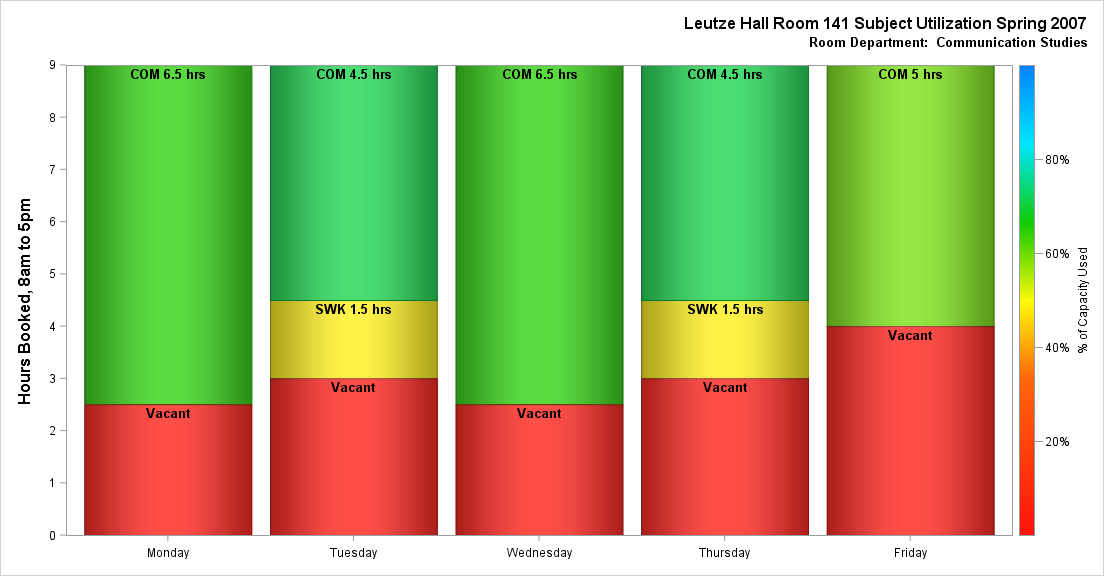 Leutze Hall Room 141 Subject Utilization Spring 2007
Room Department:  Communication Studies
Hours Booked, 8am to 5pm
9
8
7
6
5
4
3
2
1
0
COM 6.5 hrs
Vacant
COM 4.5 hrs
SWK 1.5 hrs
Vacant
COM 6.5 hrs
Vacant
COM 4.5 hrs
SWK 1.5 hrs
Vacant
COM 5 hrs
Vacant
Monday
Tuesday
Wednesday
Thursday
Friday
80%
60%
40%
20%
% of Capacity Used